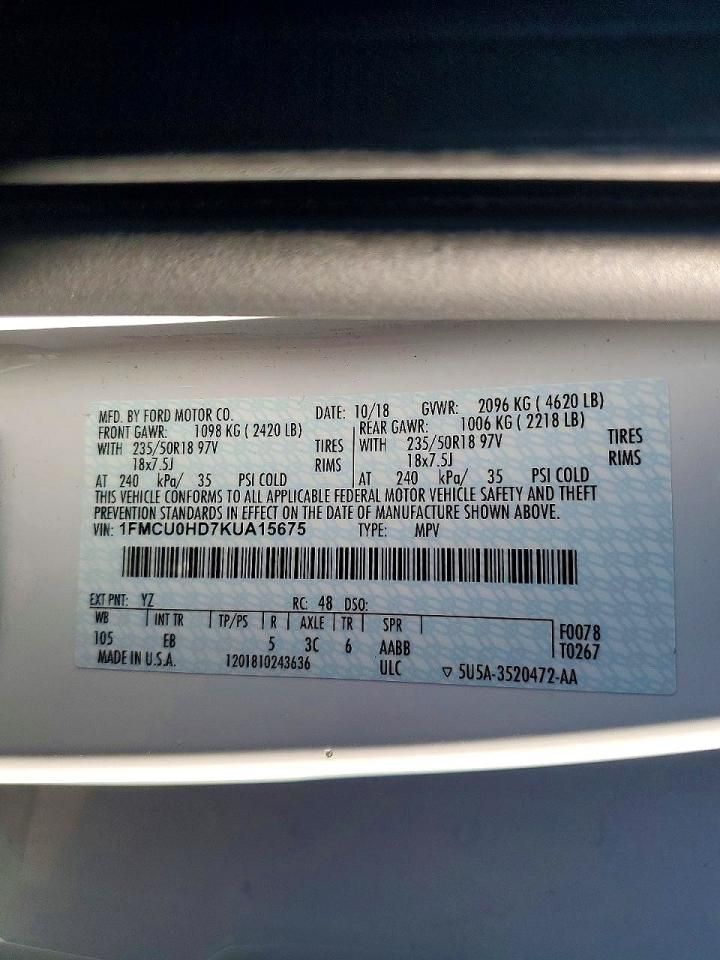 MFD. BY FORD MOTOR CO. DATE: 10/18 GVWR: 2096 KG ( 4620 LB)
FRONT GAWR: 1098 KG ( 2420 LB) REAR GAWR: 1006 KG ( 2218 LB)
WITH 235/50R18 97V TIRES WITH 235/50R18 97V TIRES
18x7.5J RIMS 18x7.5J RIMS
AT 240 kPa/ 35 PSI COLD AT 240 kPa/ 35 PSI COLD
THIS VEHICLE CONFORMS TO ALL APPLICABLE FEDERAL MOTOR VEHICLE SAFETY AND THEFT
PREVENTION STANDARDS IN EFFECT ON THE DATE OF MANUFACTURE SHOWN ABOVE.
VIN: 1FMCU0HD7KUA15675 TYPE: MPV
EXT PNT: YZ RC: 48 DSO:
WB INT TR TP/PS R AXLE TR SPR F0078
105 EB 5 3C 6 AABB T0267
MADE IN U.S.A. 1201810243636 ULC ▽ 5U5A-3520472-AA